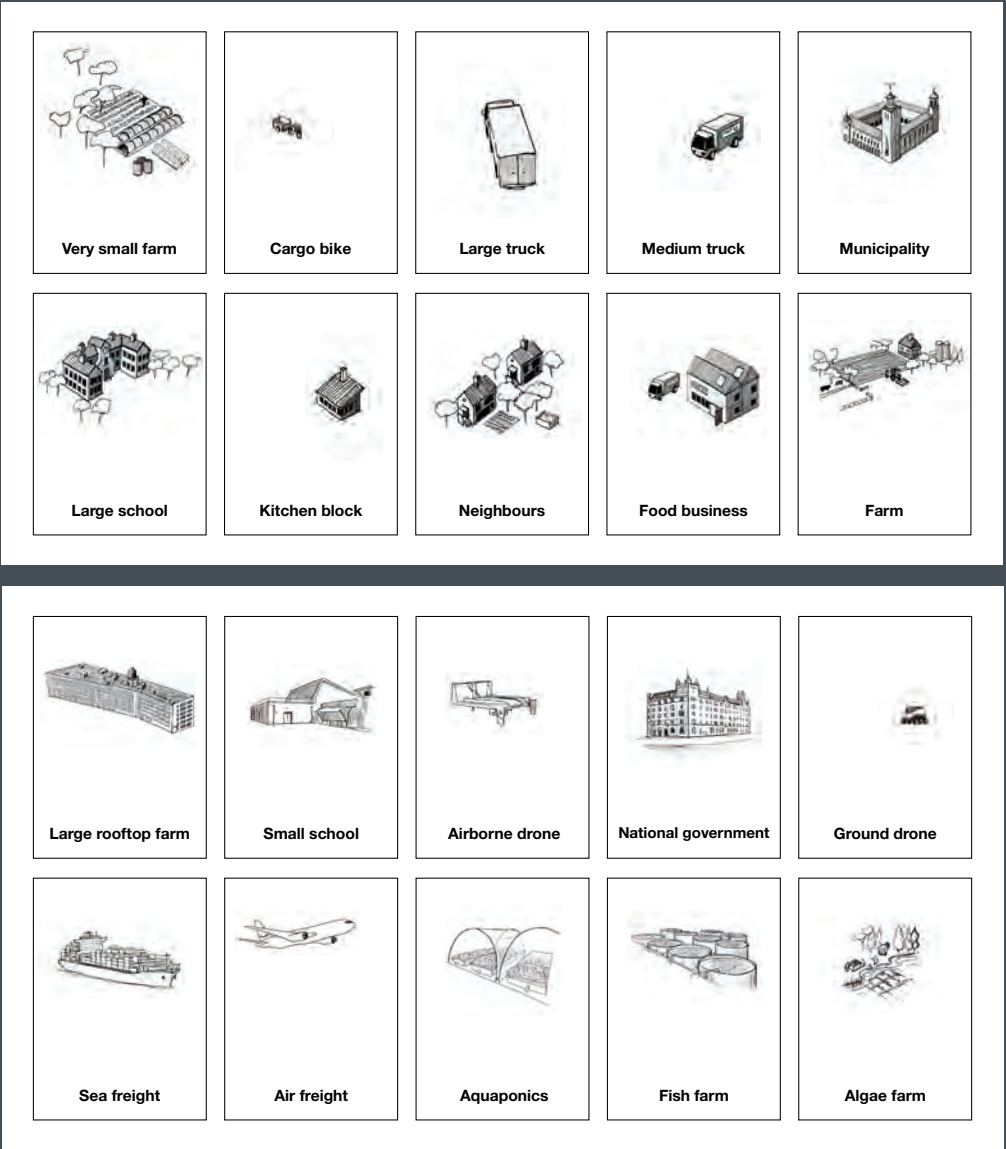 Very small farm
Cargo bike
Large truck
Medium truck
Municipality
Large school
Kitchen block
Neighbours
Food business
Farm
Large rooftop farm
Small school
Airborne drone
National government
Ground drone
Sea freight
Air freight
Aquaponics
Fish farm
Algae farm